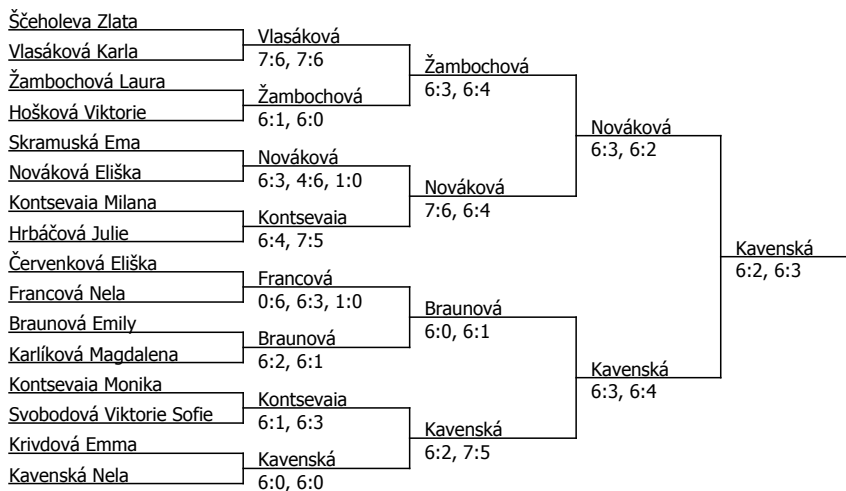 Ščeholeva Zlata
Vlasáková Karla
Žambochová Laura
Hošková Viktorie
Skramuská Ema
Nováková Eliška
Kontsevaia Milana
Hrbáčová Julie
Červenková Eliška
Francová Nela
Braunová Emily
Karlíková Magdalena
Kontsevaia Monika
Svobodová Viktorie Sofie
Krivdová Emma
Kavenská Nela
Vlasáková
7:6, 7:6
Žambochová
6:1, 6:0
Nováková
6:3, 4:6, 1:0
Kontsevaia
6:4, 7:5
Francová
0:6, 6:3, 1:0
Braunová
6:2, 6:1
Kontsevaia
6:1, 6:3
Kavenská
6:0, 6:0
Žambochová
6:3, 6:4
Nováková
7:6, 6:4
Braunová
6:0, 6:1
Kavenská
6:2, 7:5
Nováková
6:3, 6:2
Kavenská
6:3, 6:4
Kavenská
6:2, 6:3